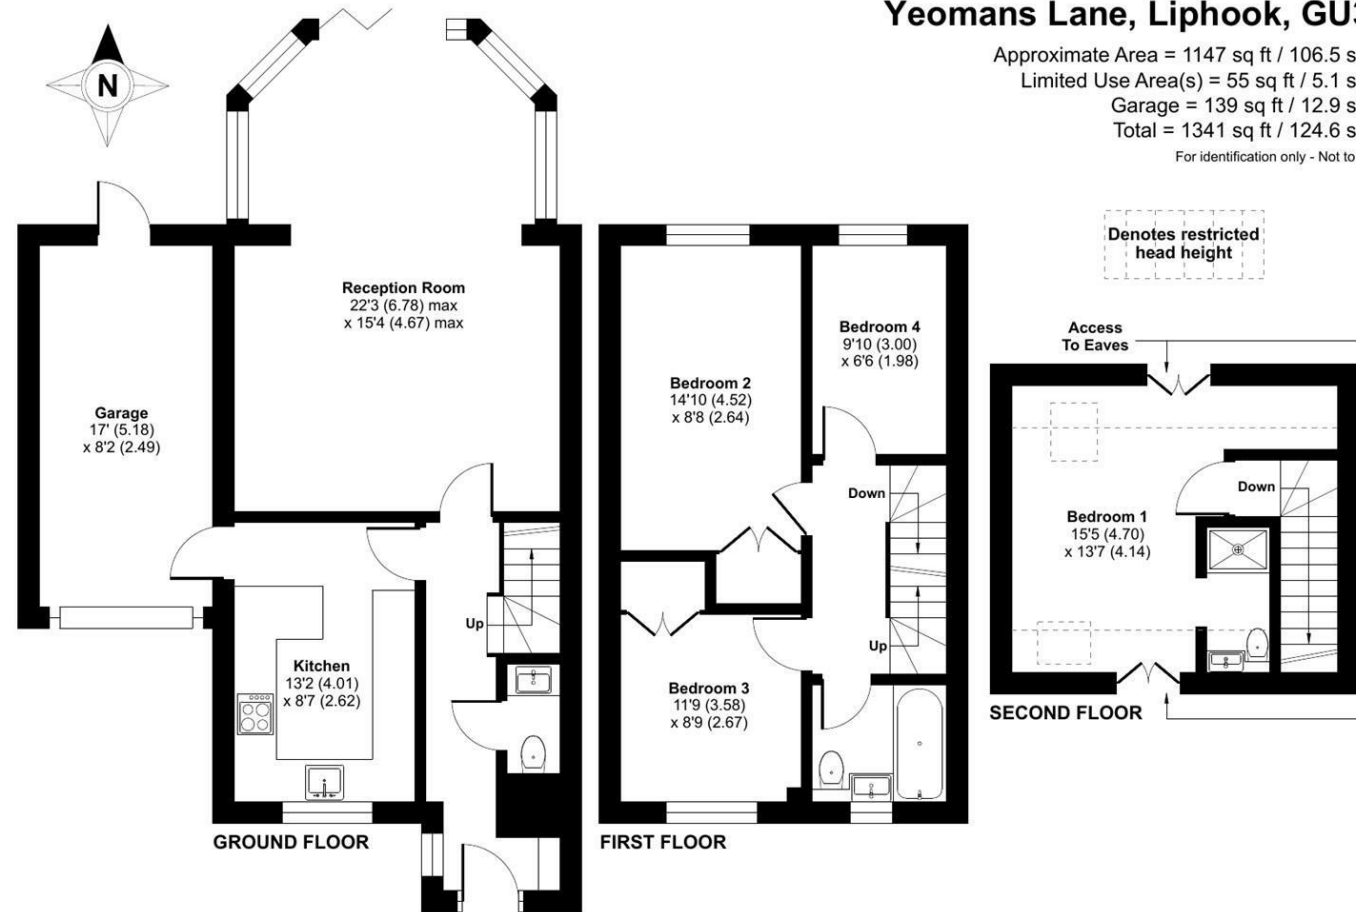 Yeomans Lane, Liphook,
Approximate Area = 1147 sq ft / 106.5
Limited Use Area(s) = 55 sq ft / 5.1
Garage = 139 sq ft / 12.9
Total = 1341 sq ft / 124.6
For identification only - Not to
N
Denotes restricted
head height
Reception Room
22'3 (6.78) max
x 15'4 (4.67) max
Garage
17' (5.18)
x 8'2 (2.49)
Kitchen
13'2 (4.01)
x 8'7 (2.62)
Up
GROUND FLOOR
Bedroom 2
14'10 (4.52)
x 8'8 (2.64)
Bedroom 4
9'10 (3.00)
x 6'6 (1.98)
Down
Up
Bedroom 3
11'9 (3.58)
x 8'9 (2.67)
FIRST FLOOR
Access
To Eaves
Bedroom 1
15'5 (4.70)
x 13'7 (4.14)
Down
SECOND FLOOR